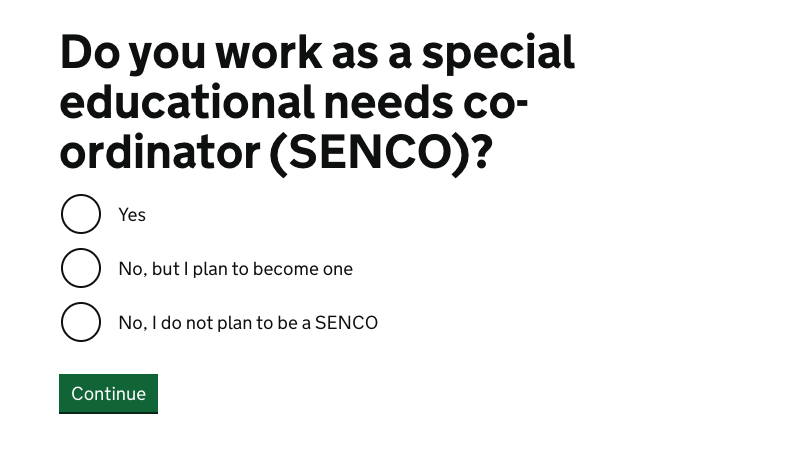 Do you work as a special
educational needs co-
ordinator (SENCO)?
Yes
No, but I plan to become one
No, I do not plan to be a SENCO
Continue